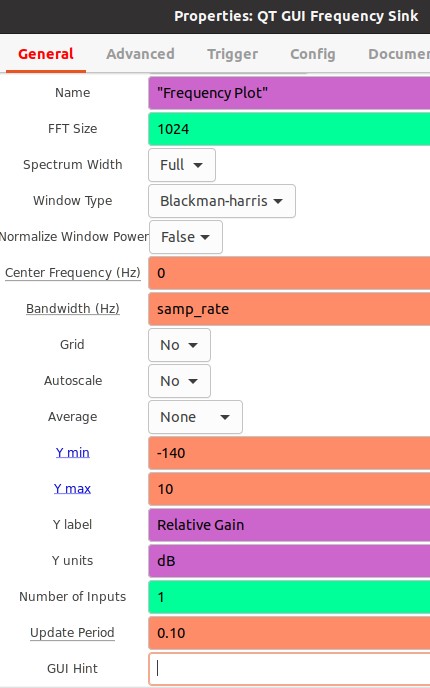 Properties: QT GUI Frequency Sink
General Advanced Trigger Config Documen
Name "Frequency Plot"
FFT Size 1024
Spectrum Width Full
Window Type Blackman-harris
Normalize Window Power False
Center Frequency (Hz) 0
Bandwidth (Hz) samp_rate
Grid No
Autoscale No
Average None
Y min -140
Y max 10
Y label Relative Gain
Y units dB
Number of Inputs 1
Update Period 0.10
GUI Hint